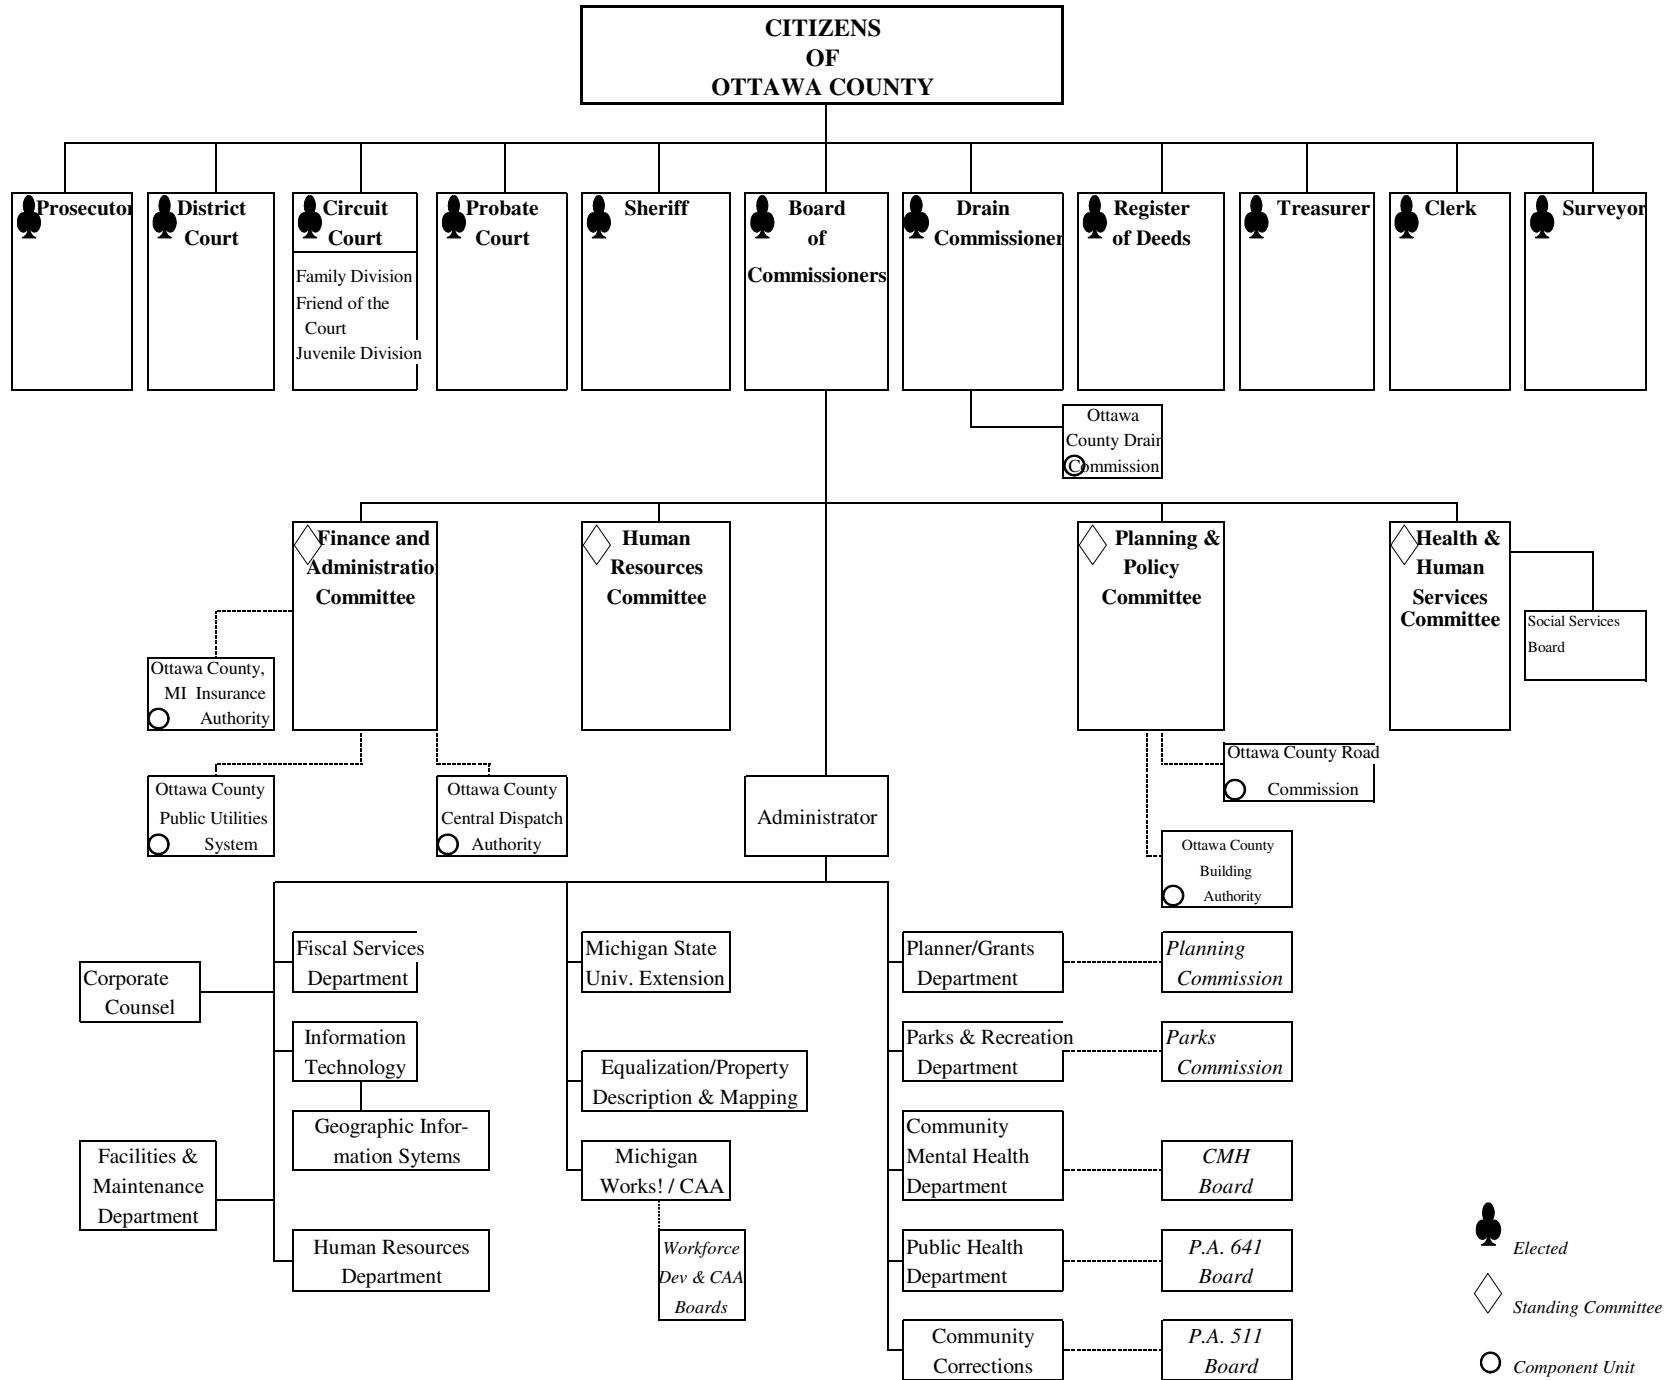 CITIZENS
OF
OTTAWA COUNTY
Prosecutor
District
Court
Circuit
Court
Family Division
Friend of the
Court
Juvenile Division
Probate
Court
Sheriff
Board
of
Commissioners
Drain
Commissioner
Register
of Deeds
Treasurer
Clerk
Surveyor
Ottawa
County Drain
Commission
Finance and
Administratio
Committee
Human
Resources
Committee
Planning &
Policy
Committee
Health &
Human
Services
Committee
Social Services
Board
Ottawa County,
MI Insurance
Authority
Ottawa County
Public Utilities
System
Ottawa County
Central Dispatch
Authority
Administrator
Ottawa County Road
Commission
Ottawa County
Building
Authority
Corporate
Counsel
Facilities &
Maintenance
Department
Fiscal Services
Department
Information
Technology
Geographic Infor-
mation Sytems
Human Resources
Department
Michigan State
Univ. Extension
Equalization/Property
Description & Mapping
Michigan
Works! / CAA
Workforce
Dev & CAA
Boards
Planner/Grants
Department
Planning
Commission
Parks & Recreation
Department
Parks
Commission
Community
Mental Health
Department
CMH
Board
Public Health
Department
P.A. 641
Board
Community
Corrections
P.A. 511
Board
Elected
Standing Committee
Component Unit